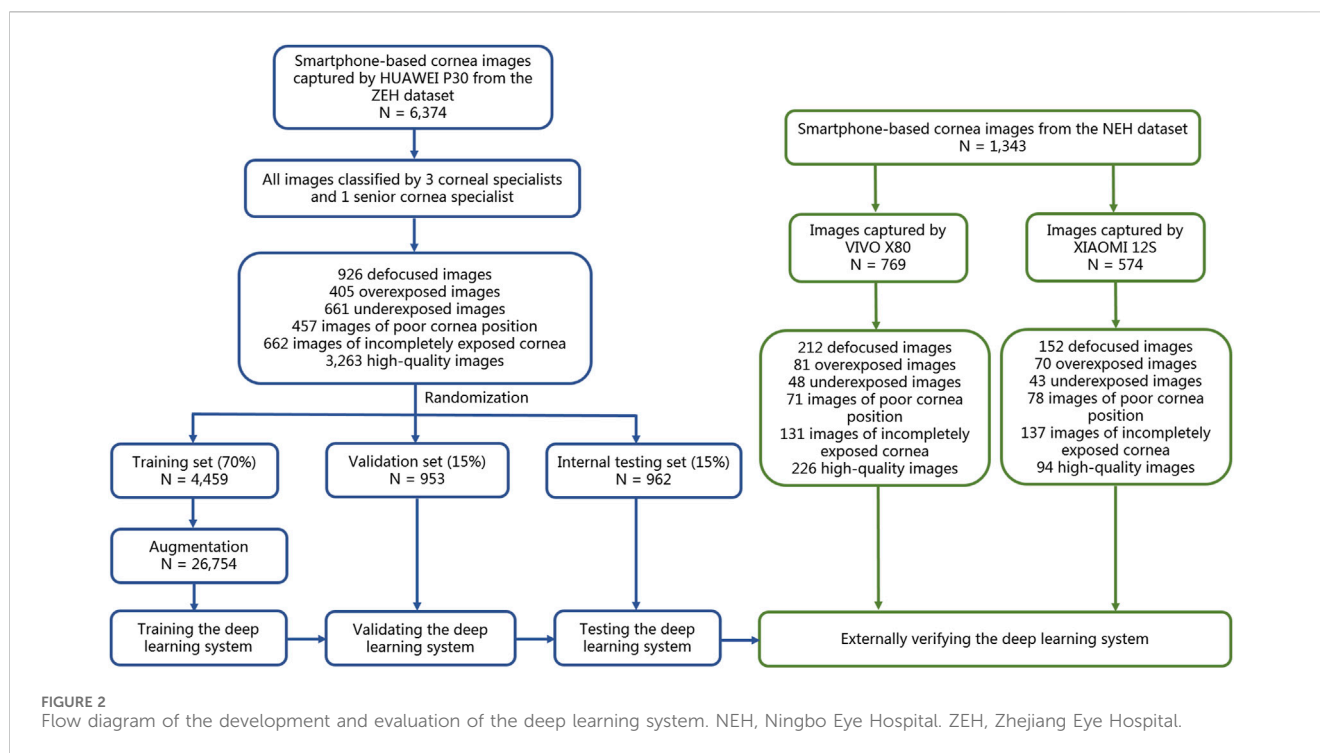 Smartphone-based cornea images
captured by HUAWEI P30 from the
ZEH dataset
N = 6,374
All images classified by 3 corneal specialists
and 1 senior cornea specialist
926 defocused images
405 overexposed images
661 underexposed images
457 images of poor cornea position
662 images of incompletely exposed cornea
3,263 high-quality images
Randomization
Training set (70%)
N = 4,459
Validation set (15%)
N = 953
Internal testing set (15%)
N = 962
Augmentation
N = 26,754
Training the deep
learning system
Validating the deep
learning system
Testing the deep
learning system
Smartphone-based cornea images from the NEH dataset
N = 1,343
Images captured by
VIVO X80
N = 769
Images captured by
XIAOMI 12S
N = 574
212 defocused images
81 overexposed images
48 underexposed images
71 images of poor cornea
position
131 images of incompletely
exposed cornea
226 high-quality images
152 defocused images
70 overexposed images
43 underexposed images
78 images of poor cornea
position
137 images of incompletely
exposed cornea
94 high-quality images
Externally verifying the deep learning system
FIGURE 2
Flow diagram of the development and evaluation of the deep learning system. NEH, Ningbo Eye Hospital. ZEH, Zhejiang Eye Hospital.